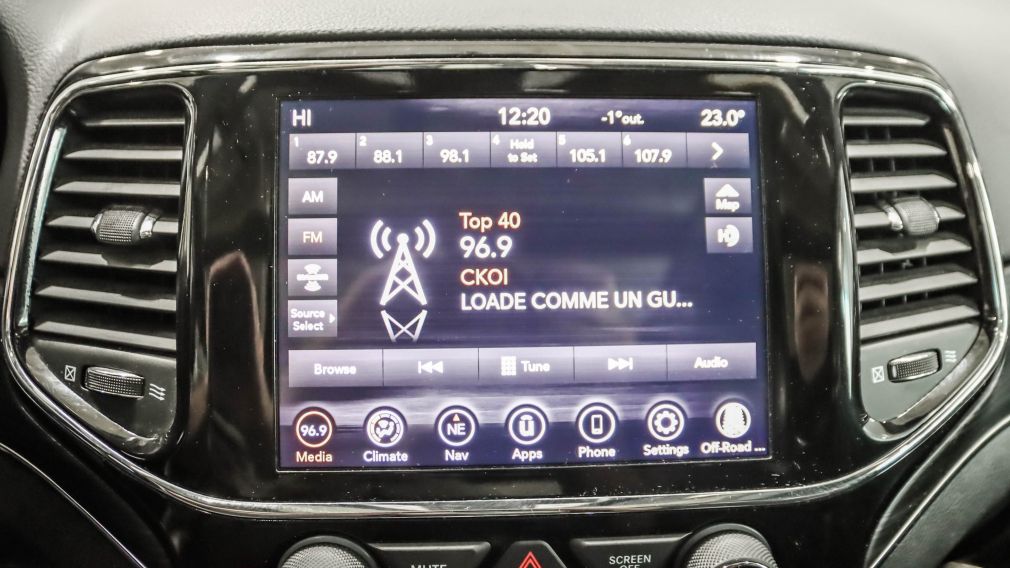 HI 12:20 -1°out. 23.0°
1 87.9 2 88.1 3 98.1 4 Hold to Set 5 105.1 6 107.9
AM
Map
FM
Top 40
96.9
HD
CKOI
LOADE COMME UN GU...
Source
Select
Browse Tune Audio
96.9 NE
Media Climate Nav Apps Phone Settings Off-Road ...
MUTE SCREEN
OFF